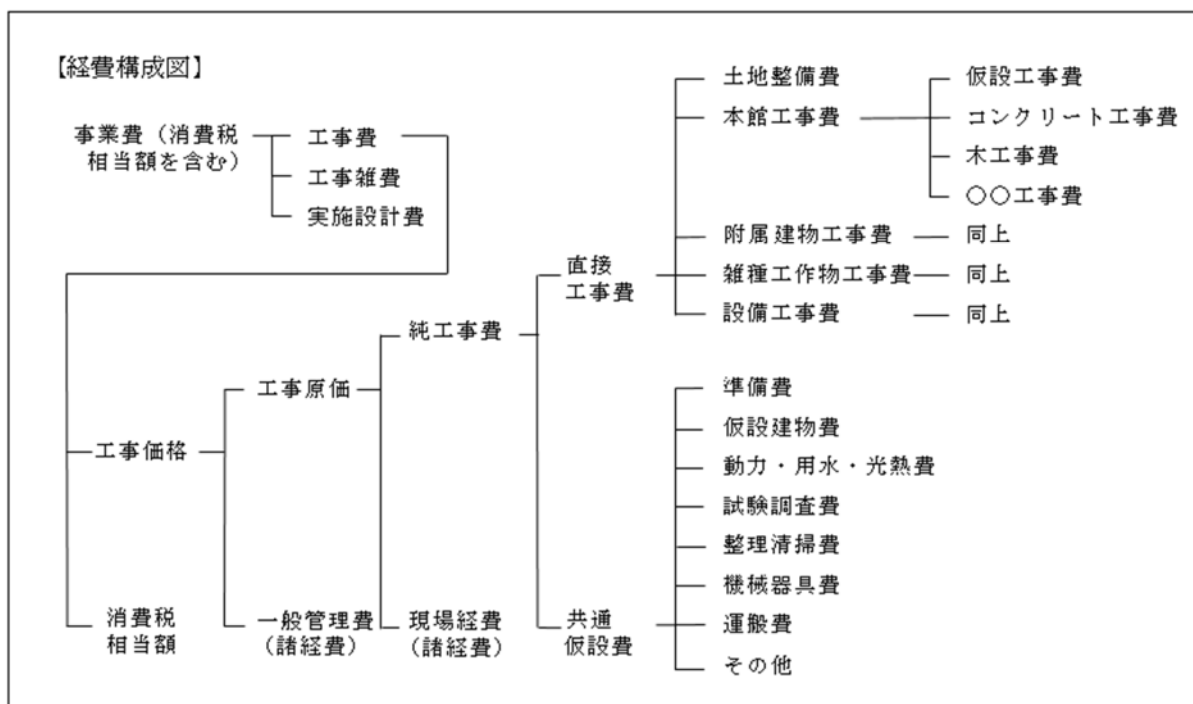 【経費構成図】
事業費（消費税
相当額を含む）
工事費
工事雑費
実施設計費
工事価格
消費税
相当額
工事原価
一般管理費
（諸経費）
純工事費
現場経費
（諸経費）
直接
工事費
共通
仮設費
土地整備費
本館工事費
附属建物工事費
同上
雑種工作物工事費
同上
設備工事費
同上
仮設工事費
コンクリート工事費
木工事費
○○工事費
準備費
仮設建物費
動力・用水・光熱費
試験調査費
整理清掃費
機械器具費
運搬費
その他